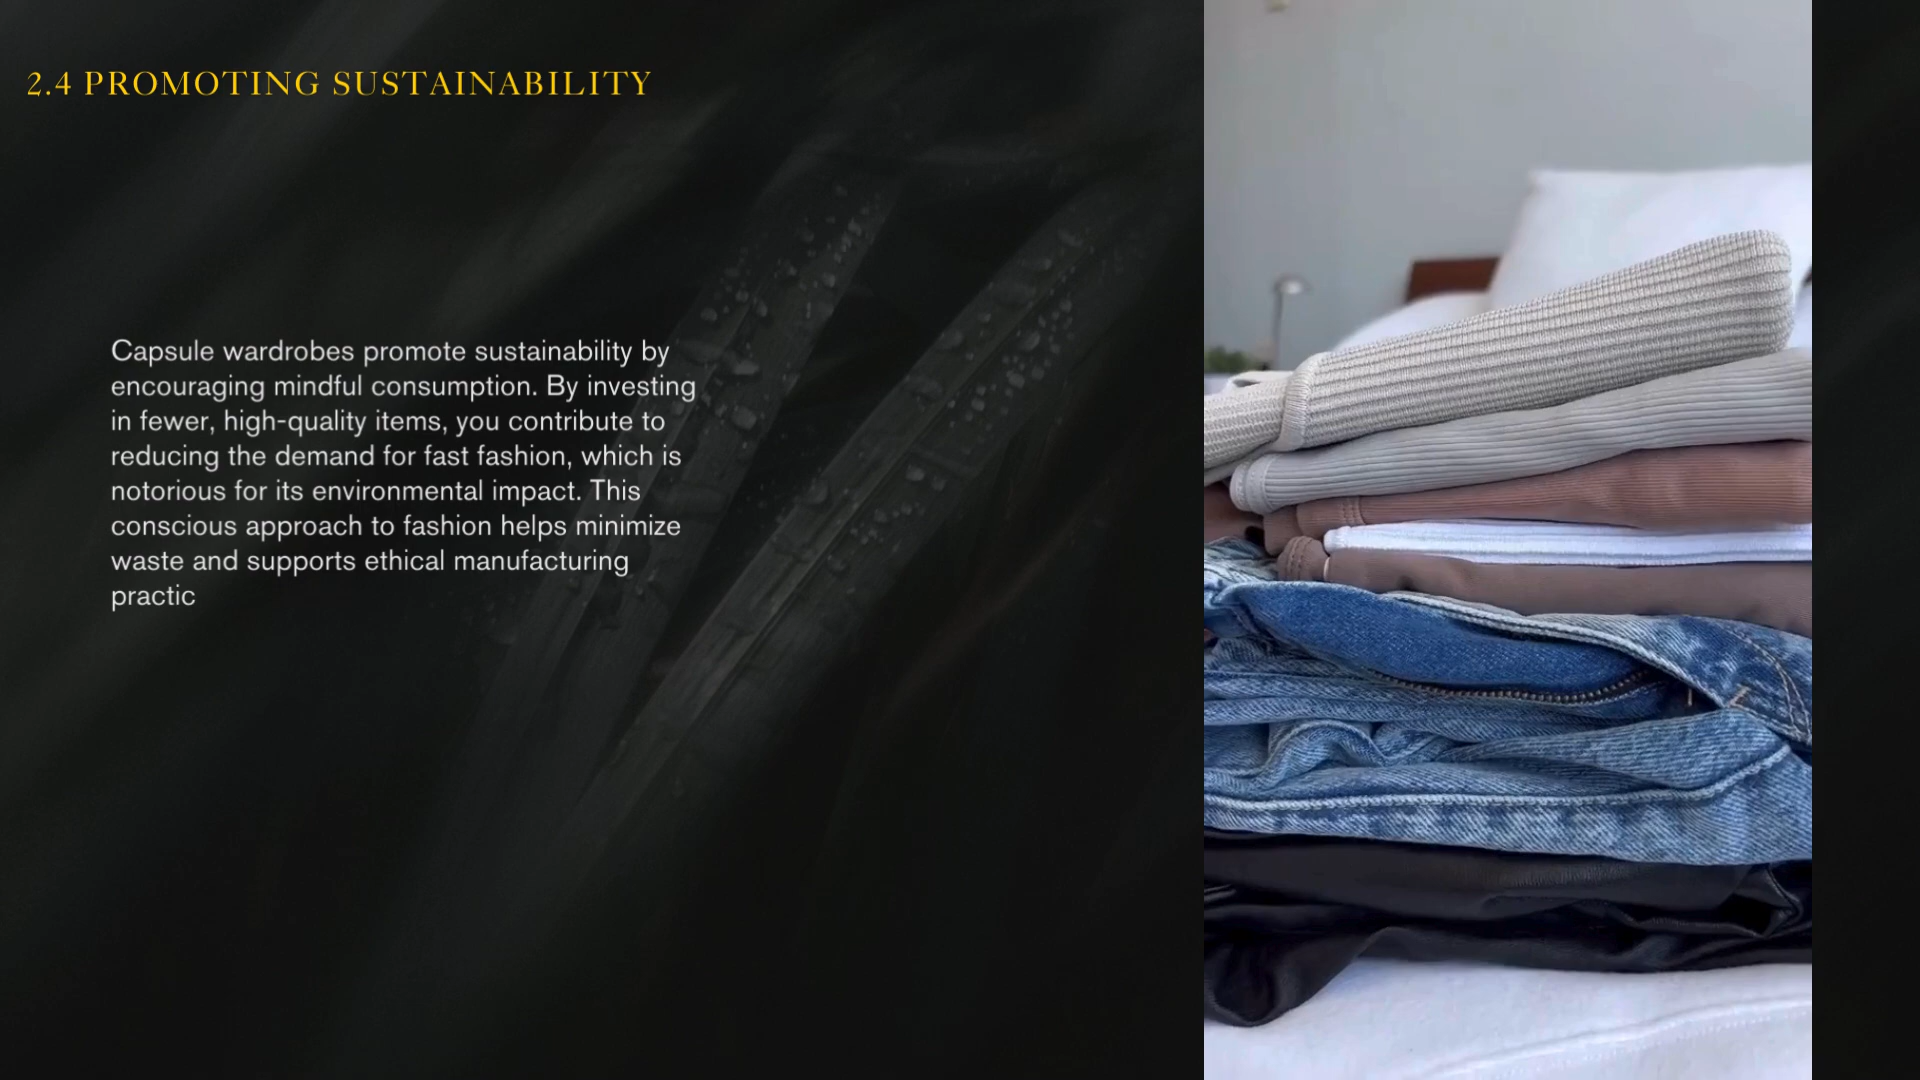 2.4 PROMOTING SUSTAINABILITY
Capsule wardrobes promote sustainability by
encouraging mindful consumption. By investing
in fewer, high-quality items, you contribute to
reducing the demand for fast fashion, which is
notorious for its environmental impact. This
conscious approach to fashion helps minimize
waste and supports ethical manufacturing
practic